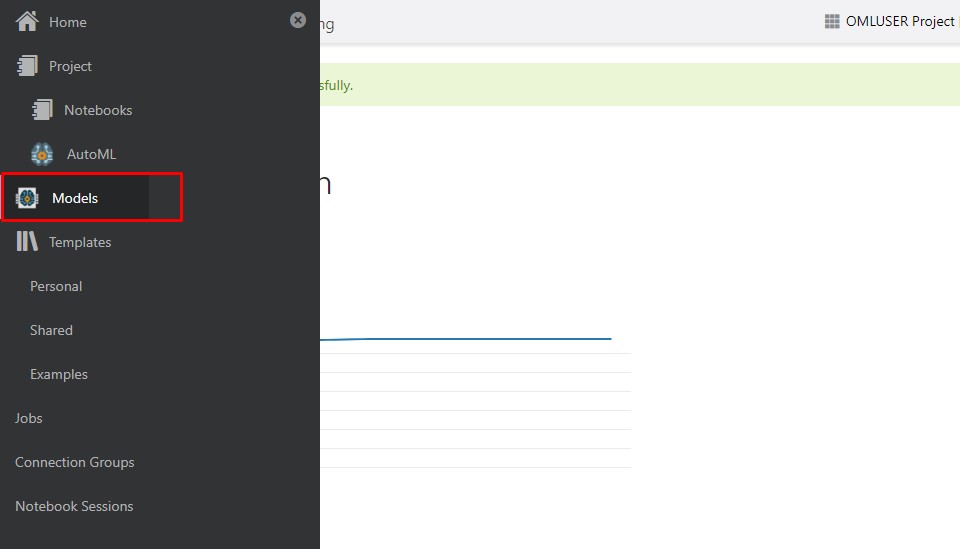 Home
ng
OMLUSER Project
Project
sfully.
Notebooks
AutoML
n
Models
Templates
Personal
Shared
Examples
Jobs
Connection Groups
Notebook Sessions